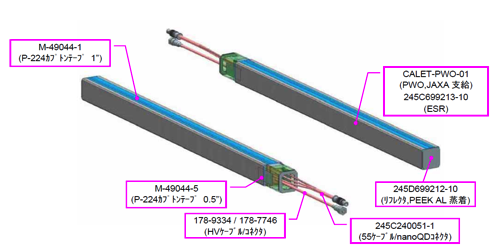 M-49044-1
(P-224ｶﾌﾟﾄﾝﾃｰﾌﾟ 1")
CALET-PWO-01
(PWO,JAXA 支給)
245C699213-10
(ESR)
M-49044-5
(P-224ｶﾌﾟﾄﾝﾃｰﾌﾟ 0.5")
245D699212-10
(ﾘﾌﾚｸﾀ,PEEK AL 蒸着)
178-9334 / 178-7746
(HVｹｰﾌﾞﾙ/ｺﾈｸﾀ)
245C240051-1
(55ｹｰﾌﾞﾙ/nanoQDｺﾈｸﾀ)